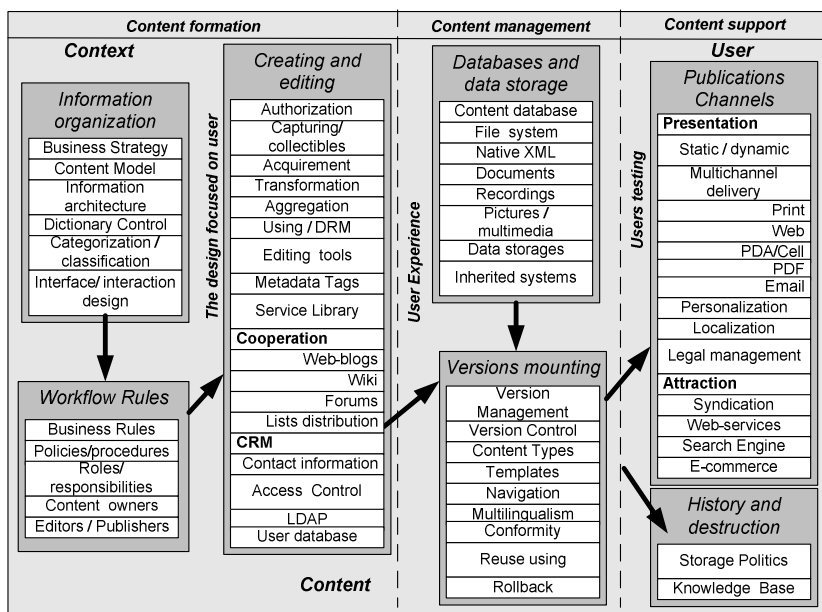 Content formation
Content management
Content support
Context
User
Information
organization
Business Strategy
Content Model
Information
architecture
Dictionary Control
Categorization /
classification
Interface/ interaction
design
Workflow Rules
Business Rules
Policies/procedures
Roles/
responsibilities
Content owners
Editors / Publishers
The design focused on user
Creating and
editing
Authorization
Capturing/
collectibles
Acquirement
Transformation
Aggregation
Using / DRM
Editing tools
Metadata Tags
Service Library
Cooperation
Web-blogs
Wiki
Forums
Lists distribution
CRM
Contact information
Access Control
LDAP
User database
Content
User Experience
Databases and
data storage
Content database
File system
Native XML
Documents
Recordings
Pictures /
multimedia
Data storages
Inherited systems
Versions mounting
Version
Management
Version Control
Content Types
Templates
Navigation
Multilingualism
Conformity
Reuse using
Rollback
Users testing
Publications
Channels
Presentation
Static / dynamic
Multichannel
delivery
Print
Web
PDA/Cell
PDF
Email
Personalization
Localization
Legal management
Attraction
Syndication
Web-services
Search Engine
E-commerce
History and
destruction
Storage Politics
Knowledge Base